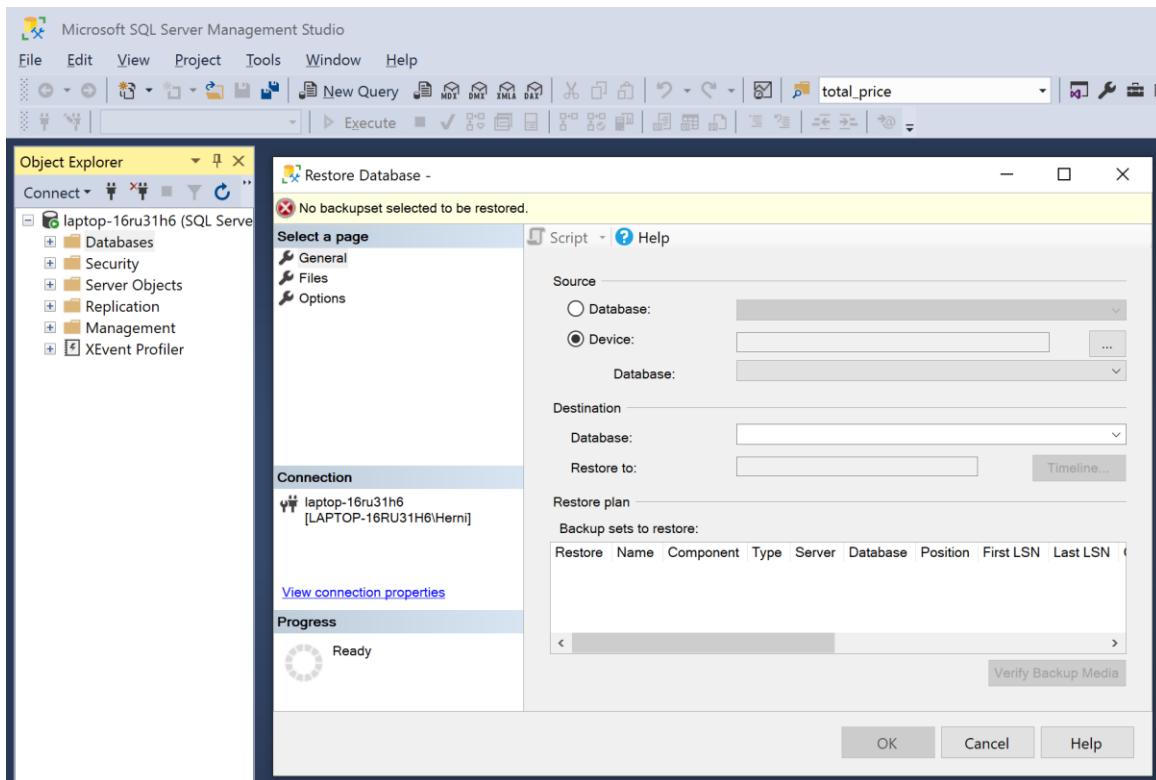 Microsoft SQL Server Management Studio
File Edit View Project Tools Window Help
New Query MDX DMX XMLA DAX total_price
Execute
Object Explorer
Connect
laptop-16ru31h6 (SQL Serve
Databases
Security
Server Objects
Replication
Management
XEvent Profiler
Restore Database -
No backupset selected to be restored.
Select a page
General
Files
Options
Connection
laptop-16ru31h6
[LAPTOP-16RU31H6\Herni]
View connection properties
Progress
Ready
Script Help
Source
Database:
Device:
...
Database:
Destination
Database:
Restore to:
Timeline...
Restore plan
Backup sets to restore:
Restore Name Component Type Server Database Position First LSN Last LSN
Verify Backup Media
OK Cancel Help